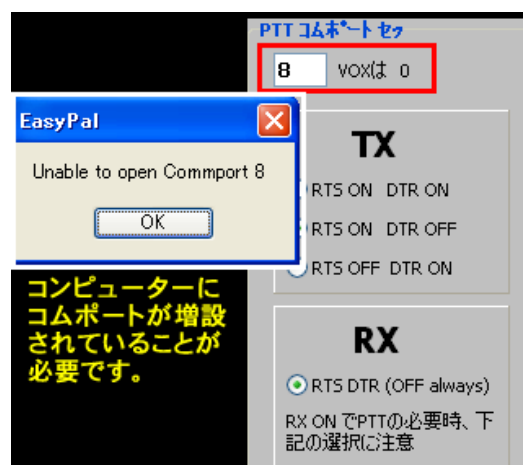 PTT コムポート セッ
8 VOXは 0
EasyPal
Unable to open Commport 8
OK
TX
RTS ON DTR ON
RTS ON DTR OFF
RTS OFF DTR ON
コンピューターに
コムポートが増設
されていることが
必要です。
RX
RTS DTR (OFF always)
RX ON でPTTの必要時、下
記の選択に注意